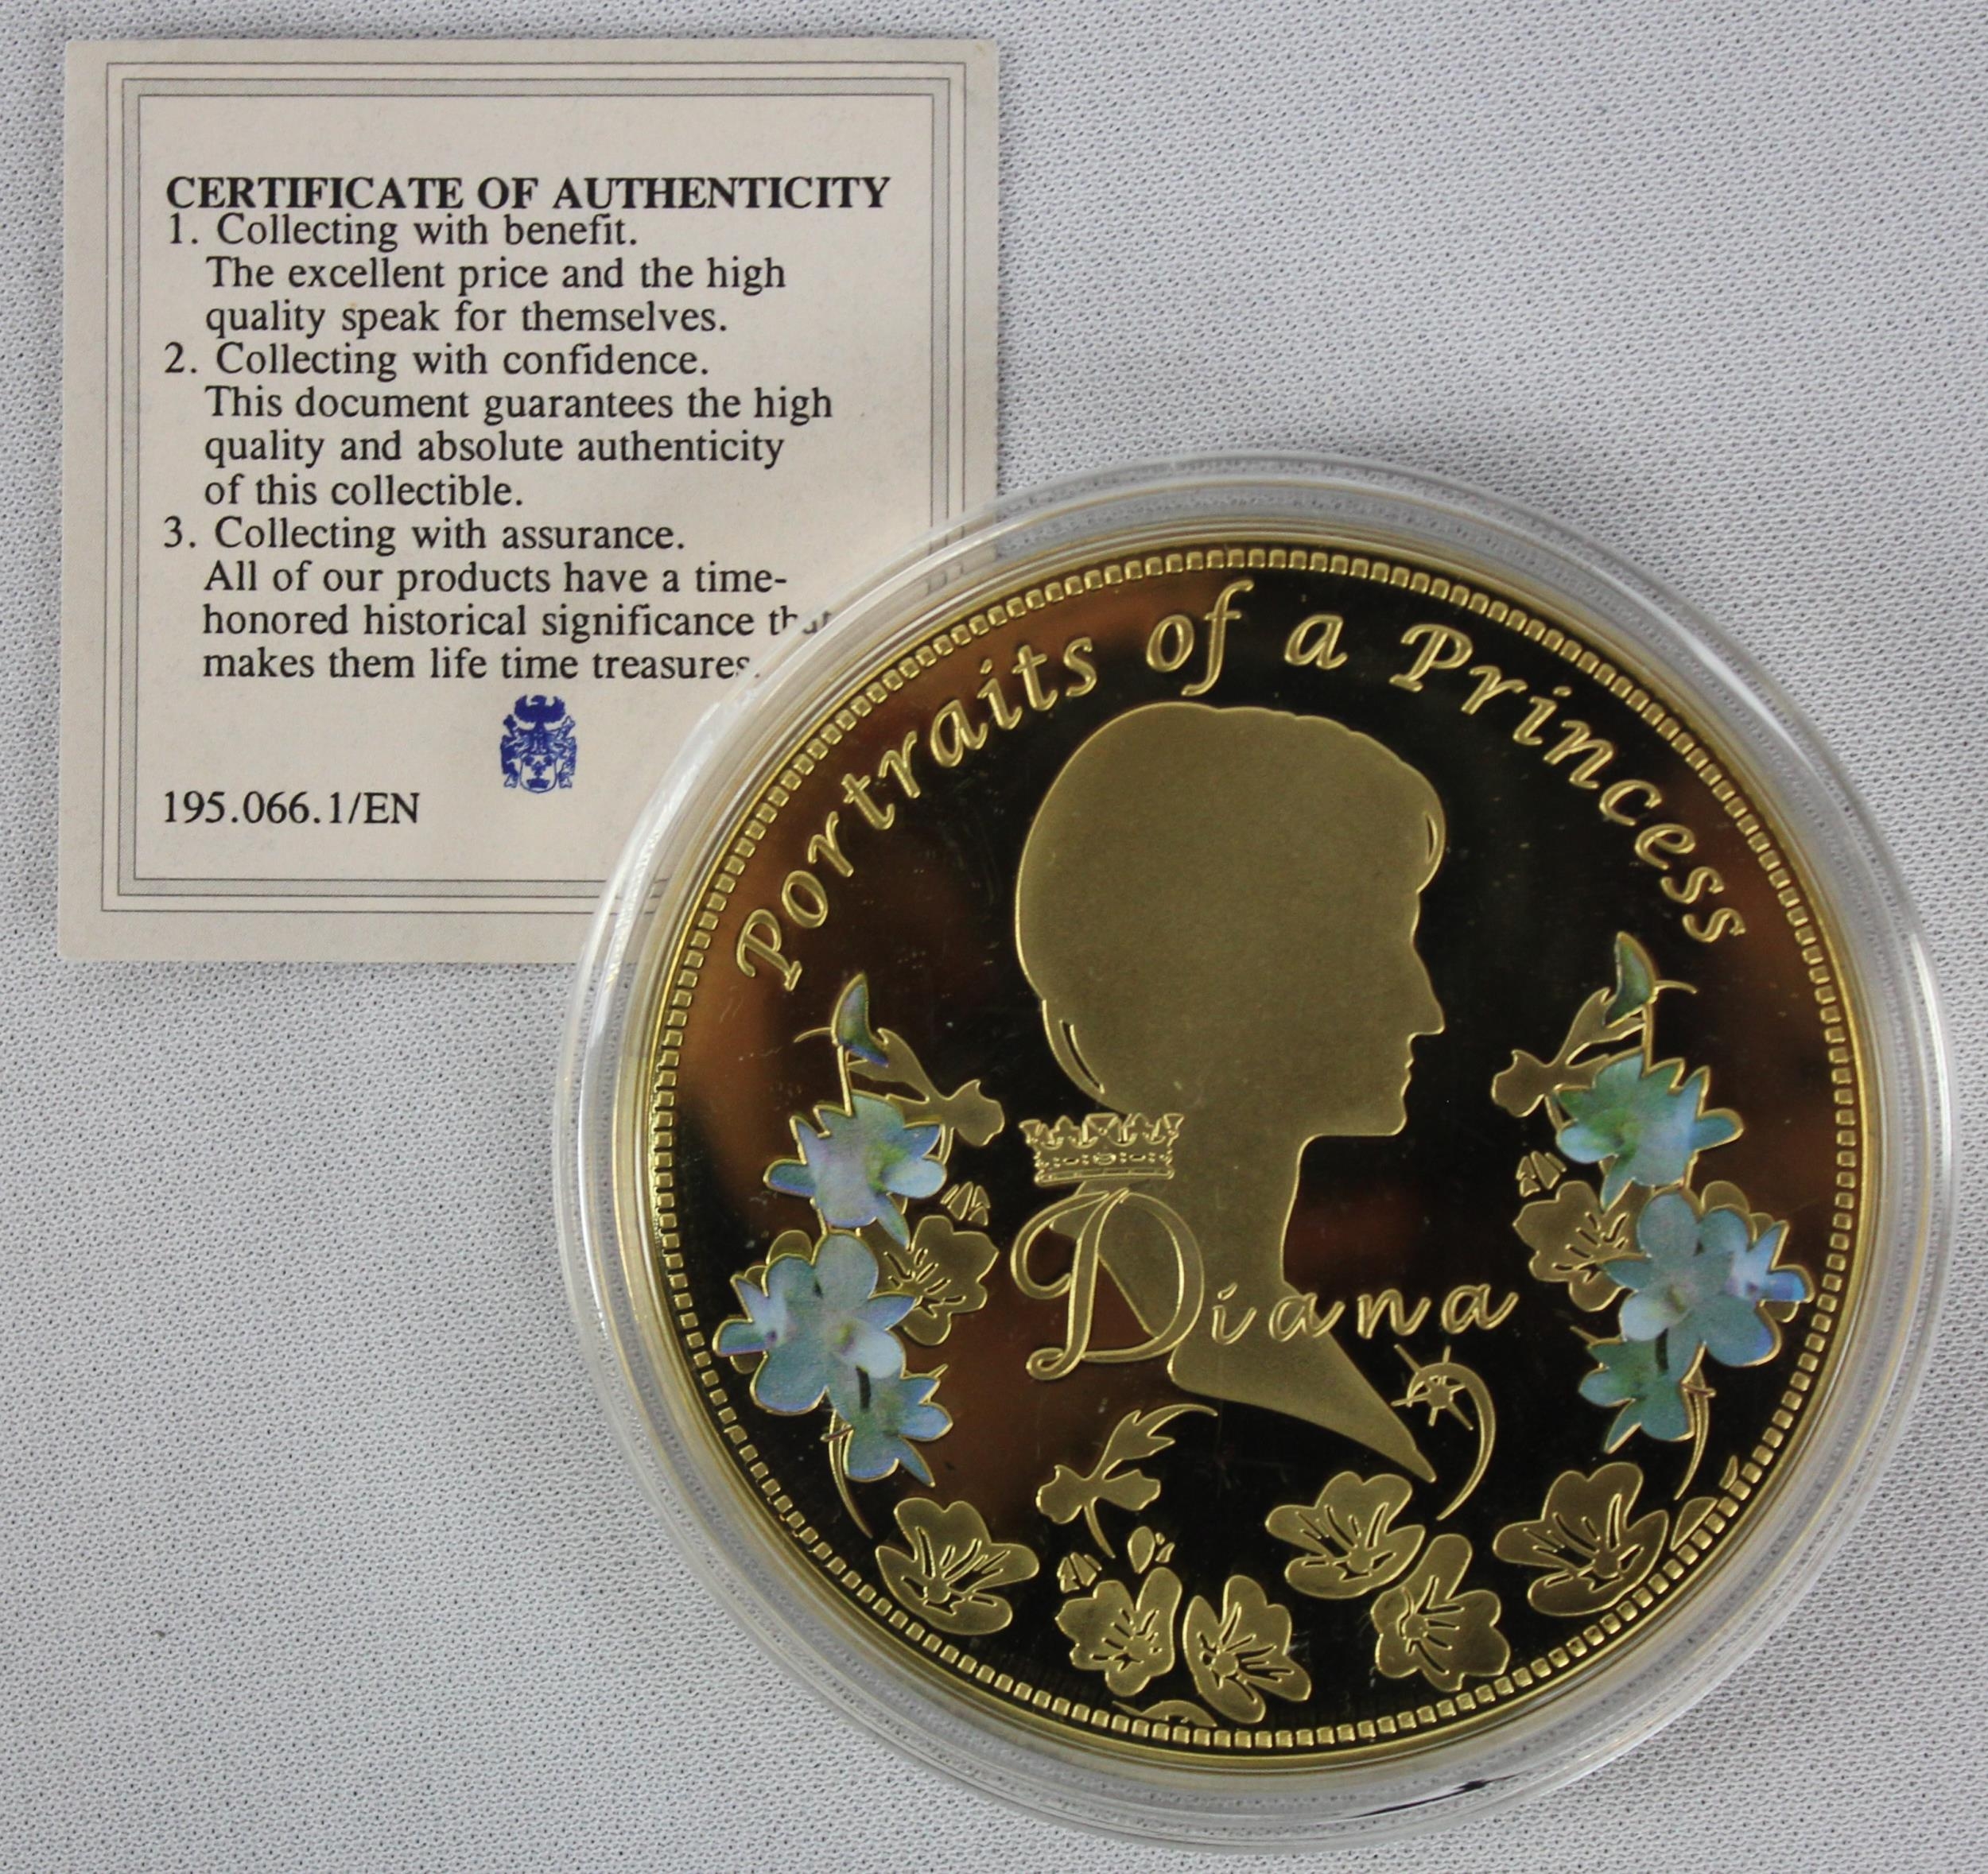 CERTIFICATE OF AUTHENTICITY
1. Collecting with benefit.
The excellent price and the high
quality speak for themselves.
2. Collecting with confidence.
This document guarantees the high
quality and absolute authenticity
of this collectible.
3. Collecting with assurance.
All of our products have a time-
honored historical significance that
makes them life time treasures.
195.066.1/EN
Portraits of a Princess
Diana